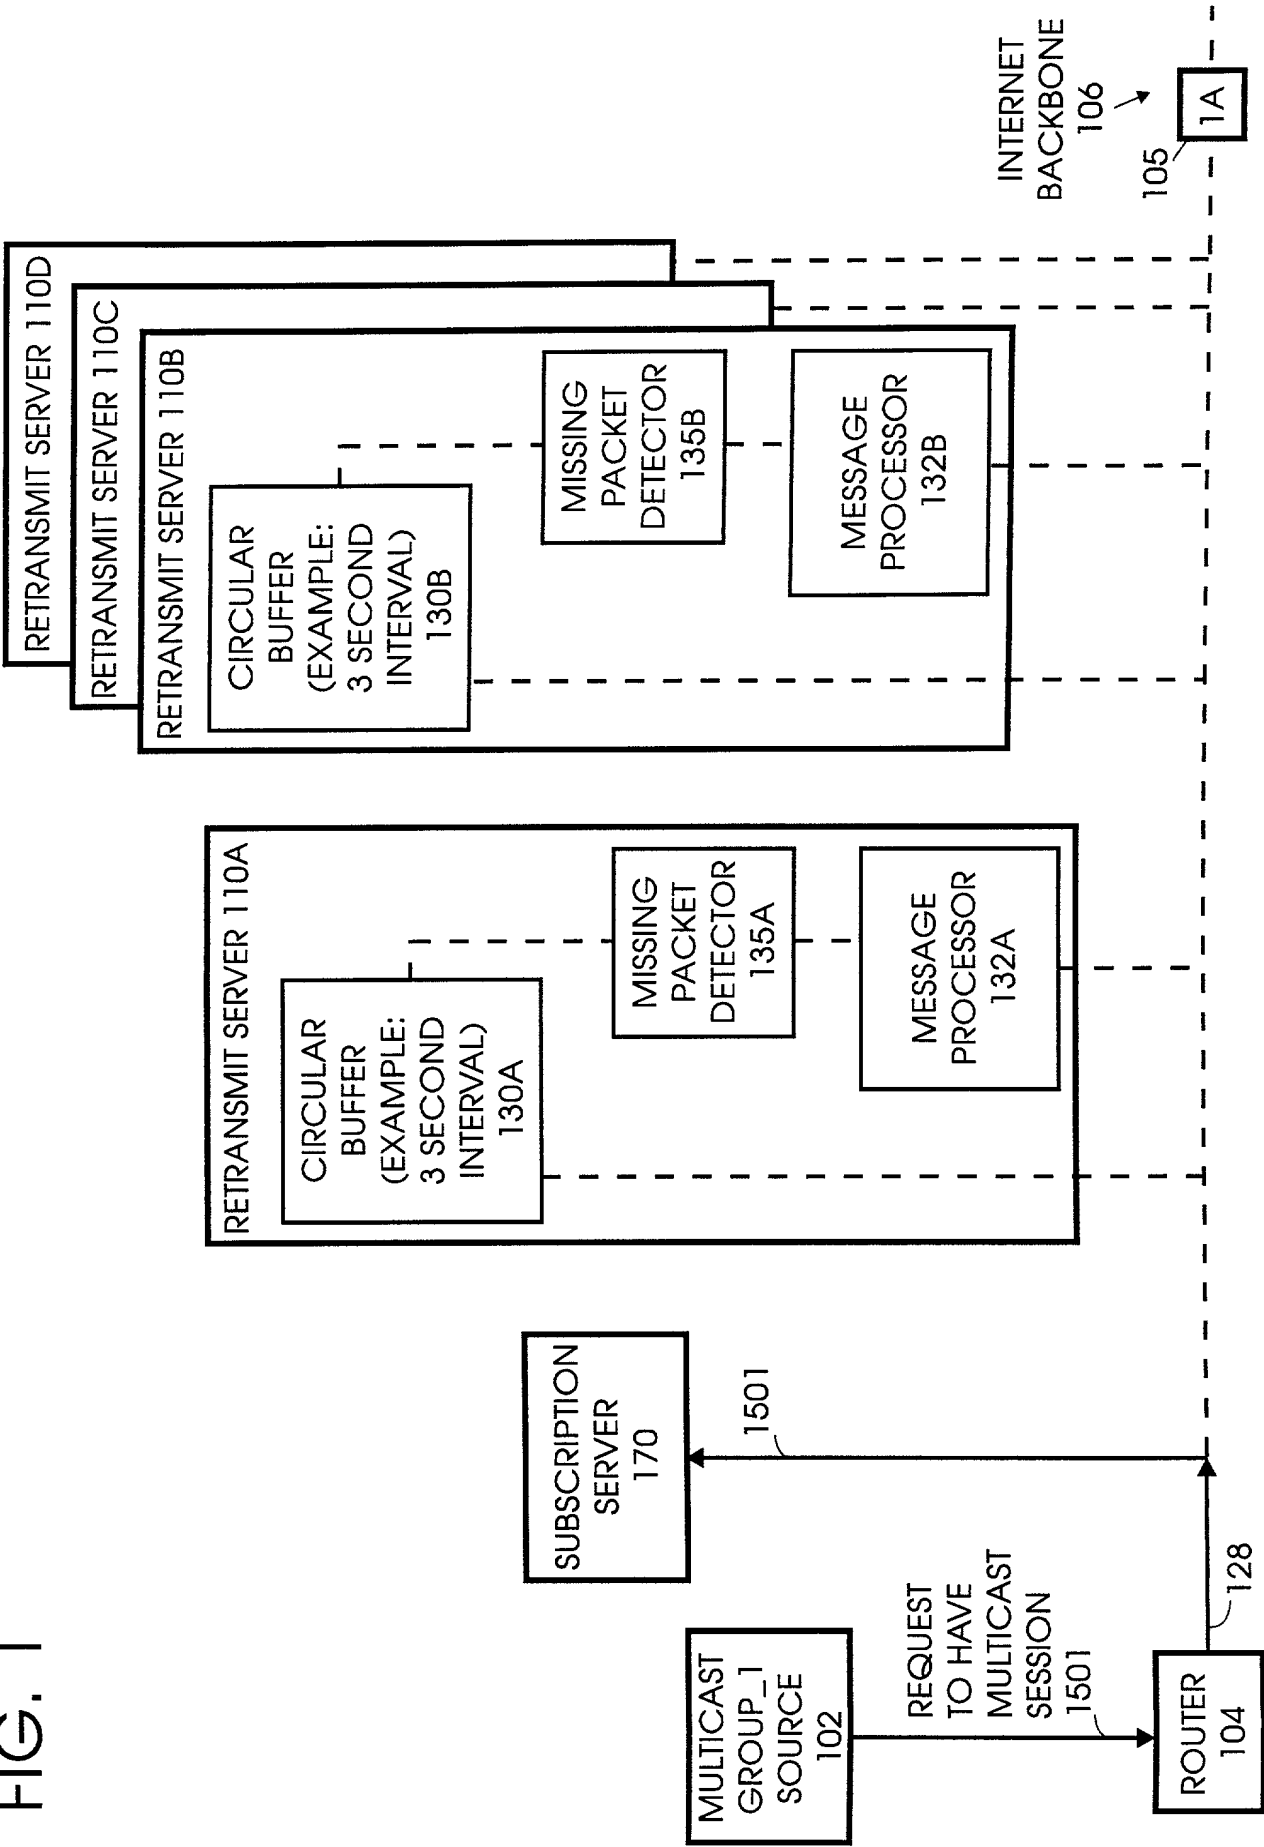 FIG. 1
RETRANSMIT SERVER 110D
RETRANSMIT SERVER 110C
RETRANSMIT SERVER 110B
CIRCULAR
BUFFER
(EXAMPLE:
3 SECOND
INTERVAL)
130B
MISSING
PACKET
DETECTOR
135B
MESSAGE
PROCESSOR
132B
RETRANSMIT SERVER 110A
CIRCULAR
BUFFER
(EXAMPLE:
3 SECOND
INTERVAL)
130A
MISSING
PACKET
DETECTOR
135A
MESSAGE
PROCESSOR
132A
SUBSCRIPTION
SERVER
170
1501
MULTICAST
GROUP_1
SOURCE
102
REQUEST
TO HAVE
MULTICAST
SESSION
1501
ROUTER
104
128
INTERNET
BACKBONE
106
105
1A